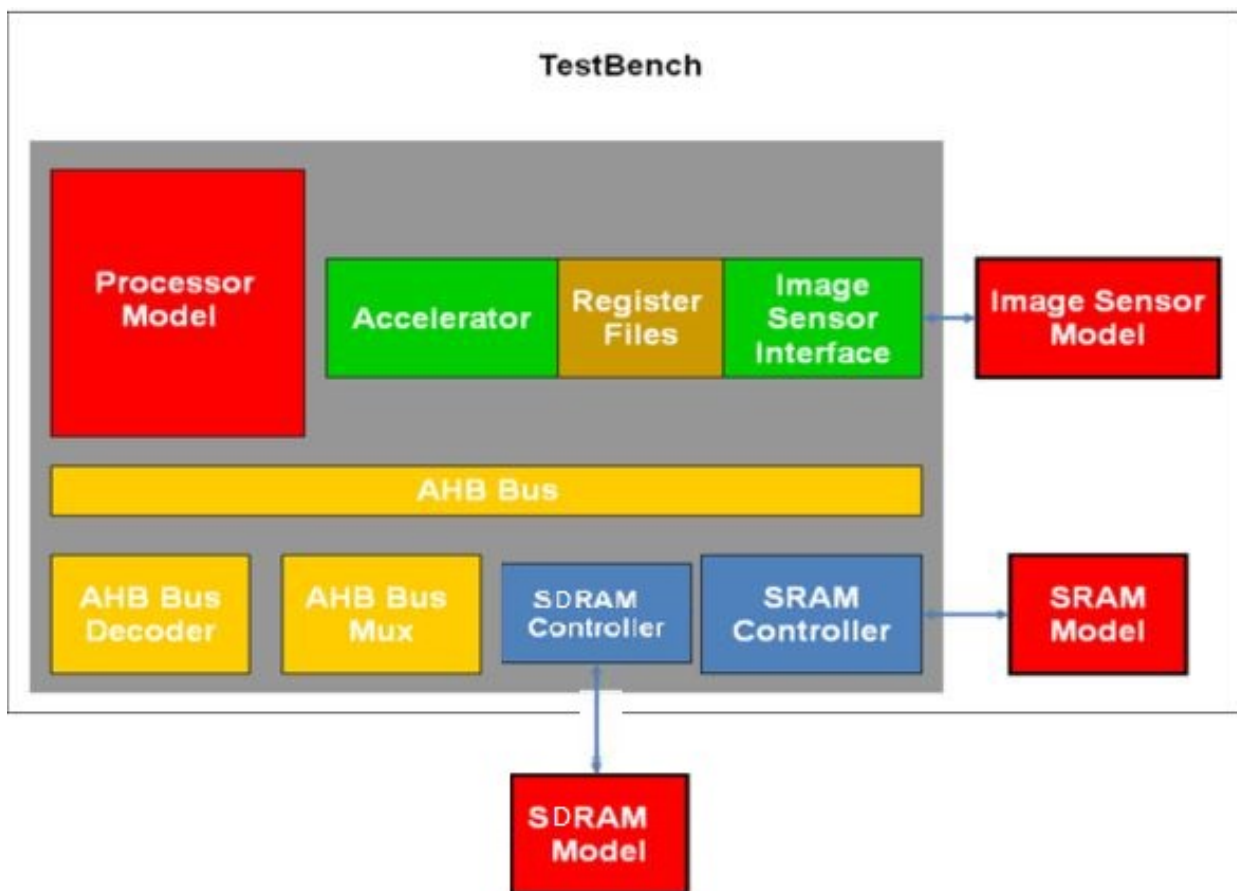 TestBench
Processor
Model
Accelerator
Register
Files
Image
Sensor
Interface
Image Sensor
Model
AHB Bus
AHB Bus
Decoder
AHB Bus
Mux
SDRAM
Controller
SRAM
Controller
SRAM
Model
SDRAM
Model